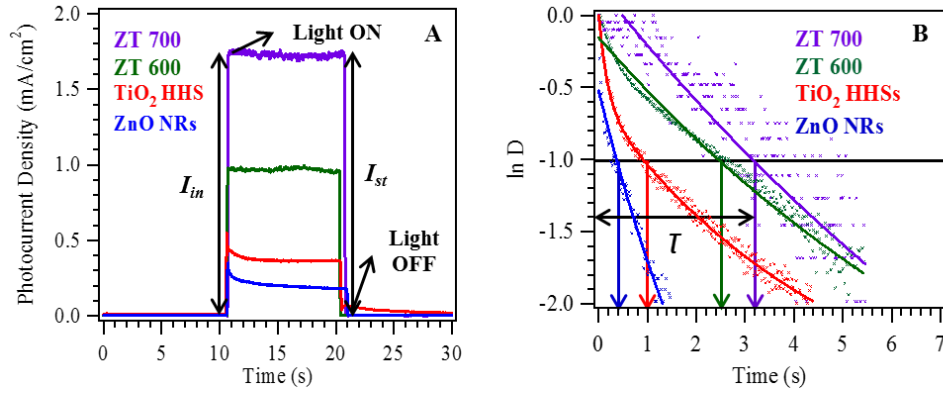 A
Light ON
ZT 700
ZT 600
TiO₂ HHS
ZnO NRs
I_in
I_st
Light
OFF
2.0
1.5
1.0
0.5
0.0
Photocurrent Density (mA/cm²)
0 5 10 15 20 25 30
Time (s)
B
ZT 700
ZT 600
TiO₂ HHSs
ZnO NRs
τ
0.0
-0.5
-1.0
-1.5
-2.0
ln D
0 1 2 3 4 5 6 7
Time (s)